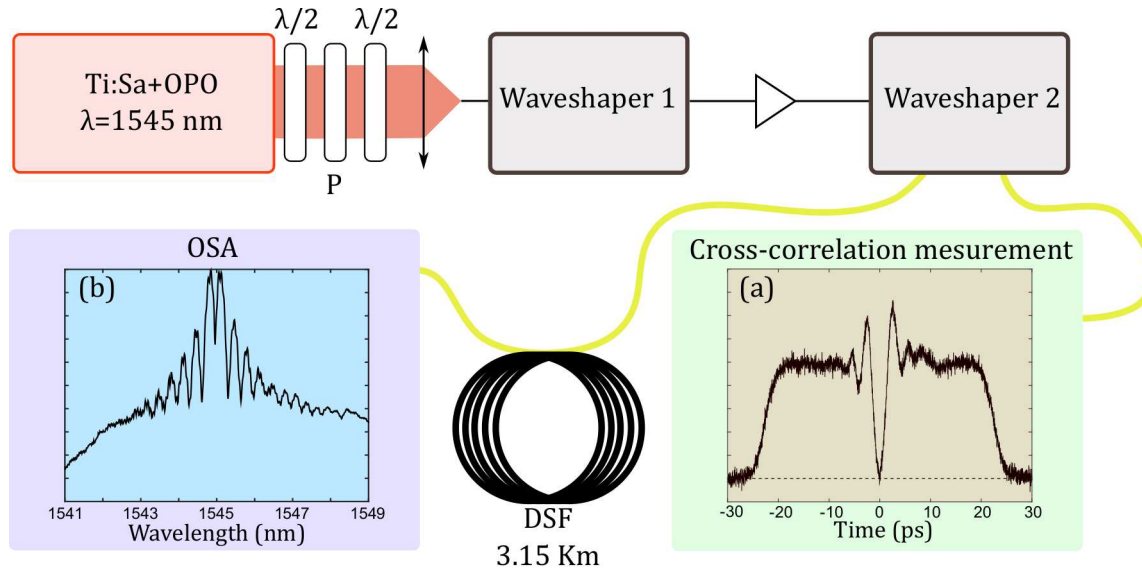 λ/2
λ/2
Ti:Sa+OPO
λ=1545 nm
P
Waveshaper 1
Waveshaper 2
OSA
(b)
1541
1543
1545
1547
1549
Wavelength (nm)
DSF
3.15 Km
Cross-correlation mesurement
(a)
-30
-20
-10
0
10
20
30
Time (ps)